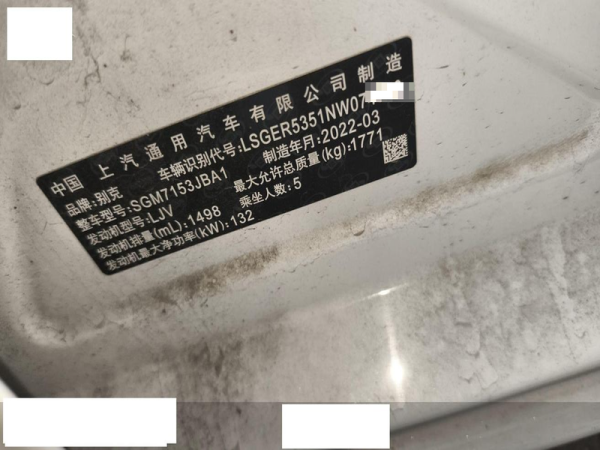 中国 上汽通用汽车有限公司制造
品牌:别克 车辆识别代号:LSGER5351NW07
整车型号:SGM7153JBA1 制造年月:2022-03
发动机型号:LJV 最大允许总质量(kg):1771
发动机排量(mL):1498 乘坐人数:5
发动机最大净功率(kW):132